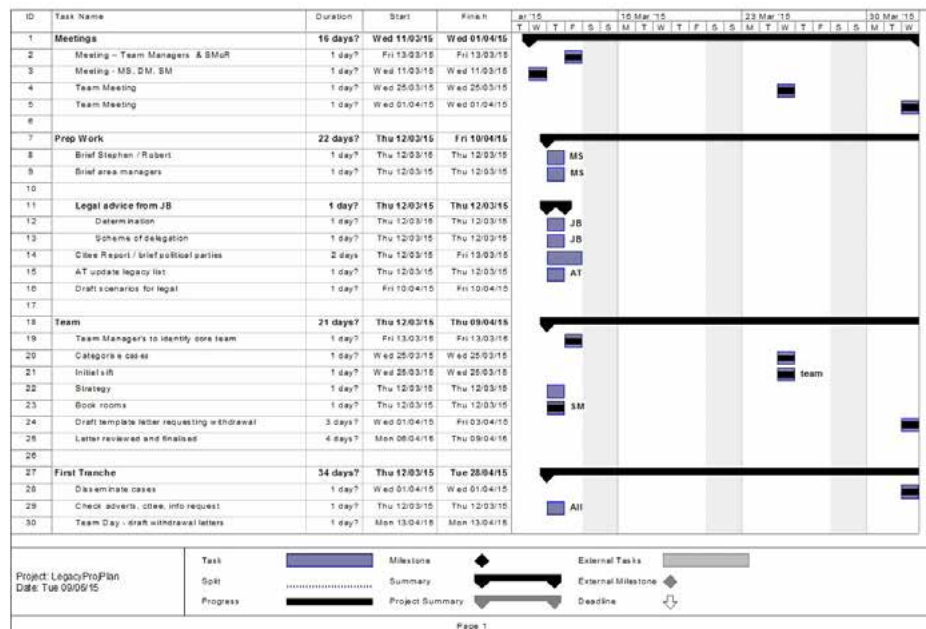 ID Task Name Duration Start Finish ar '15 16 Mar '15 23 Mar '15 30 Mar '15
T W T F S S M T W T F S S M T W T F S S M T W
1 Meetings 16 days? Wed 11/03/15 Wed 01/04/15
2 Meeting – Team Managers & SMoR 1 day? Fri 13/03/15 Fri 13/03/15
3 Meeting - MS, DM, SM 1 day? Wed 11/03/15 Wed 11/03/15
4 Team Meeting 1 day? Wed 25/03/15 Wed 25/03/15
5 Team Meeting 1 day? Wed 01/04/15 Wed 01/04/15
6
7 Prep Work 22 days? Thu 12/03/15 Fri 10/04/15
8 Brief Stephen / Robert 1 day? Thu 12/03/15 Thu 12/03/15 MS
9 Brief area managers 1 day? Thu 12/03/15 Thu 12/03/15 MS
10
11 Legal advice from JB 1 day? Thu 12/03/15 Thu 12/03/15
12 Determination 1 day? Thu 12/03/15 Thu 12/03/15 JB
13 Scheme of delegation 1 day? Thu 12/03/15 Thu 12/03/15 JB
14 Cttee Report / brief political parties 2 days Thu 12/03/15 Fri 13/03/15
15 AT update legacy list 1 day? Thu 12/03/15 Thu 12/03/15 AT
16 Draft scenarios for legal 1 day? Fri 10/04/15 Fri 10/04/15
17
18 Team 21 days? Thu 12/03/15 Thu 09/04/15
19 Team Manager's to identify core team 1 day? Fri 13/03/15 Fri 13/03/15
20 Categorise cases 1 day? Wed 25/03/15 Wed 25/03/15
21 Initial sift 1 day? Wed 25/03/15 Wed 25/03/15 team
22 Strategy 1 day? Thu 12/03/15 Thu 12/03/15
23 Book rooms 1 day? Thu 12/03/15 Thu 12/03/15 SM
24 Draft template letter requesting withdrawal 3 days? Wed 01/04/15 Fri 03/04/15
25 Letter reviewed and finalised 4 days? Mon 06/04/15 Thu 09/04/15
26
27 First Tranche 34 days? Thu 12/03/15 Tue 28/04/15
28 Disseminate cases 1 day? Wed 01/04/15 Wed 01/04/15
29 Check adverts, cttee, info request 1 day? Thu 12/03/15 Thu 12/03/15 All
30 Team Day - draft withdrawal letters 1 day? Mon 13/04/15 Mon 13/04/15
Project: LegacyProjPlan
Date: Tue 09/06/15
Task Milestone External Tasks
Split Summary External Milestone
Progress Project Summary Deadline
Page 1